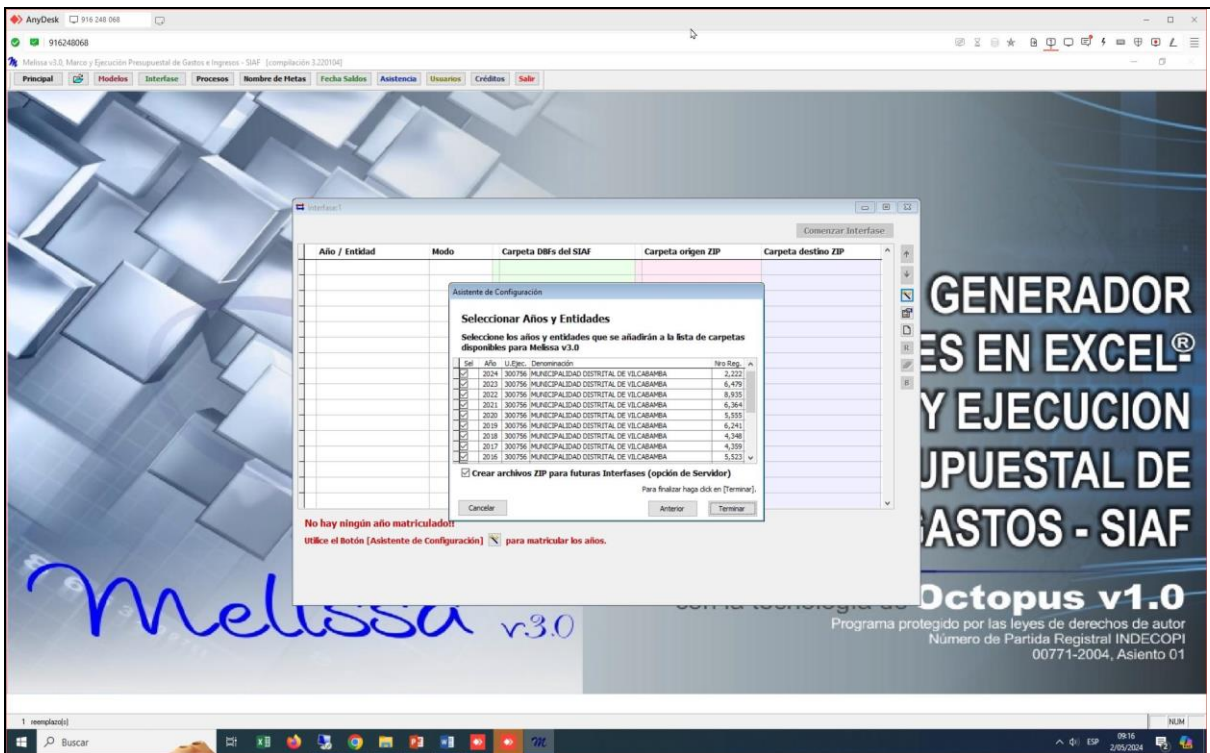 AnyDesk 916 248 068
916248068
Melissa v3.0, Marco y Ejecución Presupuestal de Gastos e Ingresos - SIAF [compilación 3.220104]
Principal Modelos Interfase Procesos Nombre de Metas Fecha Saldos Asistencia Usuarios Créditos Salir
Interfase:1
Comenzar Interfase
Año / Entidad Modo Carpeta DBFs del SIAF Carpeta origen ZIP Carpeta destino ZIP
Asistente de Configuración
Seleccionar Años y Entidades
Seleccione los años y entidades que se añadirán a la lista de carpetas
disponibles para Melissa v3.0
Sel Año U.Ejec. Denominación Nro Reg.
2024 300756 MUNICIPALIDAD DISTRITAL DE VILCABAMBA 2,222
2023 300756 MUNICIPALIDAD DISTRITAL DE VILCABAMBA 6,479
2022 300756 MUNICIPALIDAD DISTRITAL DE VILCABAMBA 8,935
2021 300756 MUNICIPALIDAD DISTRITAL DE VILCABAMBA 6,364
2020 300756 MUNICIPALIDAD DISTRITAL DE VILCABAMBA 5,555
2019 300756 MUNICIPALIDAD DISTRITAL DE VILCABAMBA 6,241
2018 300756 MUNICIPALIDAD DISTRITAL DE VILCABAMBA 4,348
2017 300756 MUNICIPALIDAD DISTRITAL DE VILCABAMBA 4,359
2016 300756 MUNICIPALIDAD DISTRITAL DE VILCABAMBA 5,523
Crear archivos ZIP para futuras Interfases (opción de Servidor)
Para finalizar haga click en [Terminar].
Cancelar Anterior Terminar
No hay ningún año matriculado!!
Utilice el Botón [Asistente de Configuración] para matricular los años.
R
B
GENERADOR
ES EN EXCEL®
Y EJECUCION
UPUESTAL DE
ASTOS - SIAF
Melissa v3.0
con la tecnología de Octopus v1.0
Programa protegido por las leyes de derechos de autor
Número de Partida Registral INDECOPI
00771-2004, Asiento 01
1 reemplazo(s) NUM
Buscar
ESP 09:16
2/05/2024